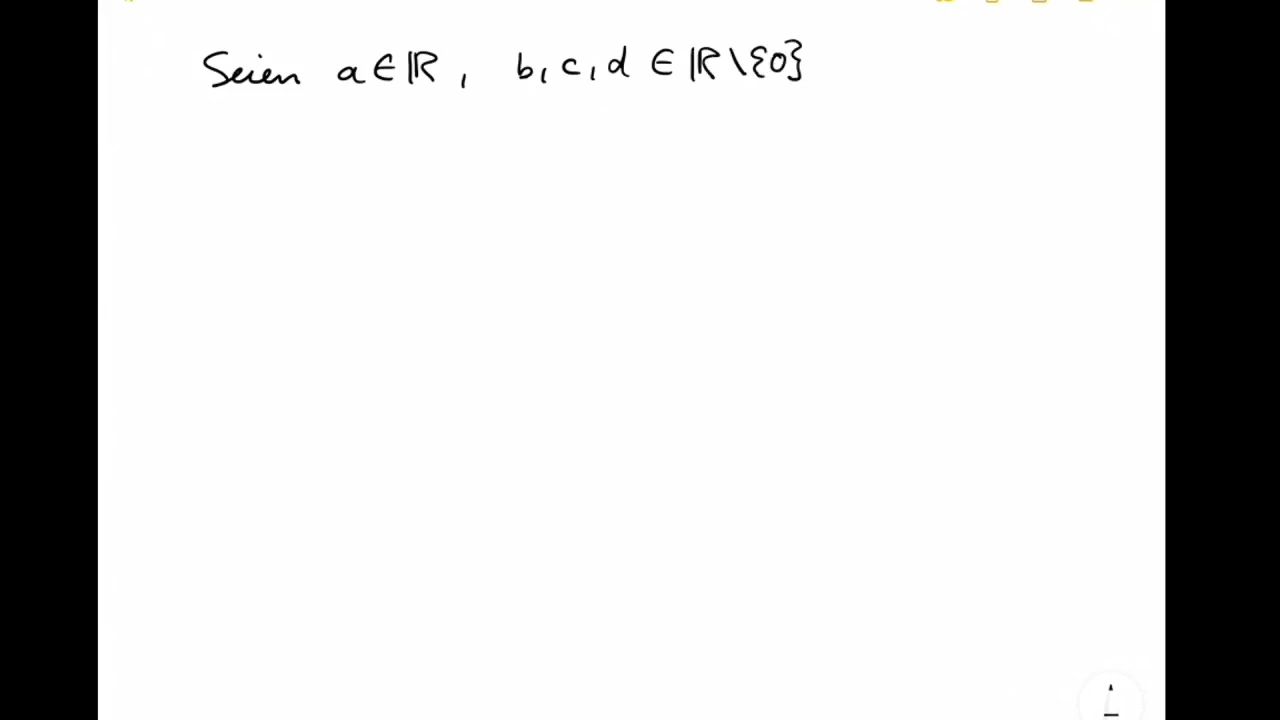 Seien a∈ℝ, b, c, d ∈ ℝ\{0}